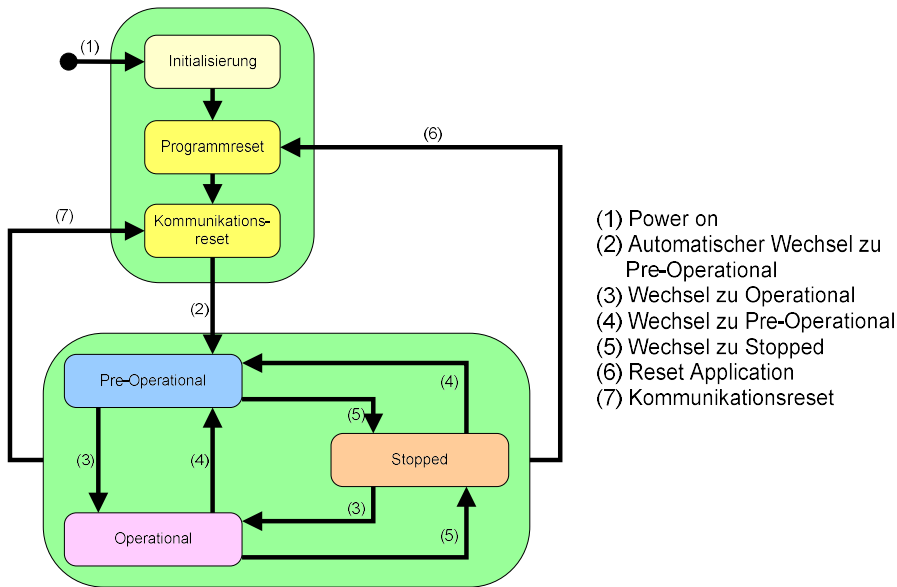 (1)
Initialisierung
Programmreset
(6)
Kommunikations-
reset
(7)
(2)
Pre-Operational
(4)
(5)
(3)
(4)
Stopped
(3)
Operational
(5)
(1) Power on
(2) Automatischer Wechsel zu
Pre-Operational
(3) Wechsel zu Operational
(4) Wechsel zu Pre-Operational
(5) Wechsel zu Stopped
(6) Reset Application
(7) Kommunikationsreset